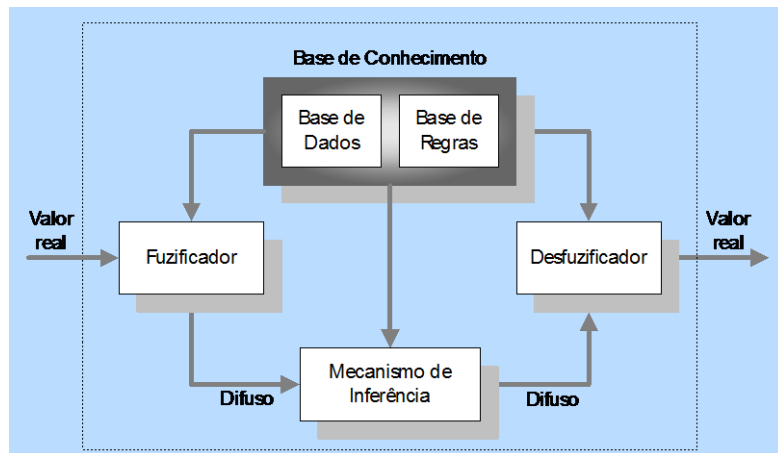 Base de Conhecimento
Base de
Dados
Base de
Regras
Valor
real
Fuzificador
Desfuzificador
Valor
real
Mecanismo de
Inferência
Difuso
Difuso